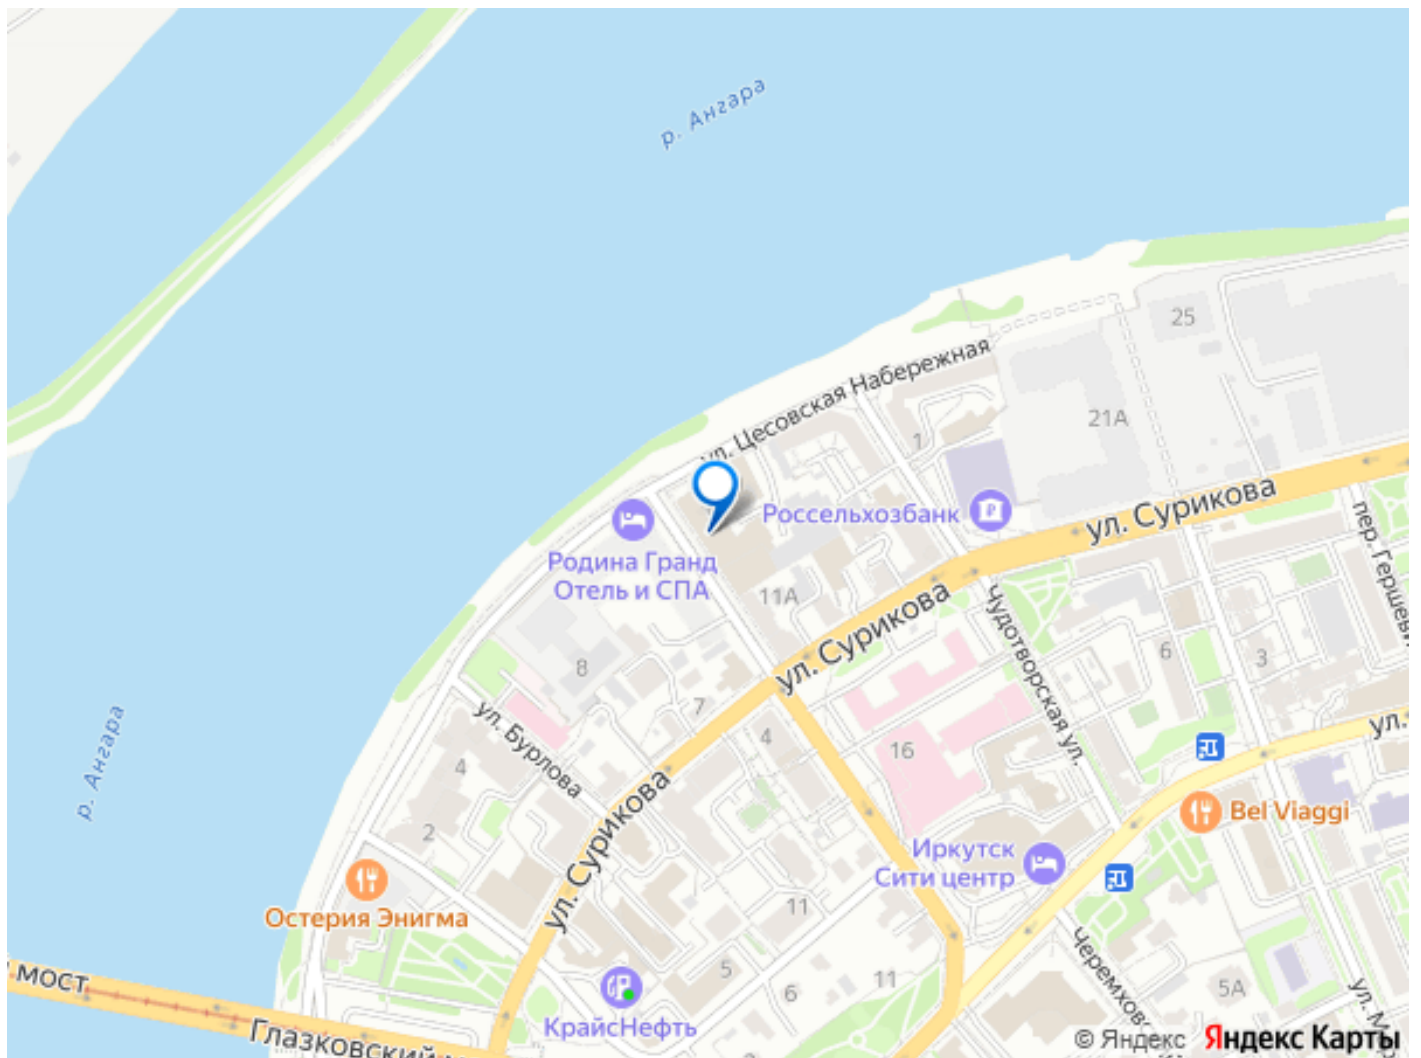 р. Ангара
25
ул. Цесовская Набережная
21А
1
ул. Сурикова
Россельхозбанк
Родина Гранд
Отель и СПА
11А
ул. Сурикова
Чудотворская ул.
пер. Гершеви
6
3
8
7
ул. Бурлова
4
16
ул.
р. Ангара
4
2
ул. Сурикова
Bel Viaggi
Иркутск
Сити центр
Остерия Энигма
11
5
11
6
Черемховс
5А
ул. М
мост
КрайсНефть
Глазковский
© Яндекс Яндекс Карты